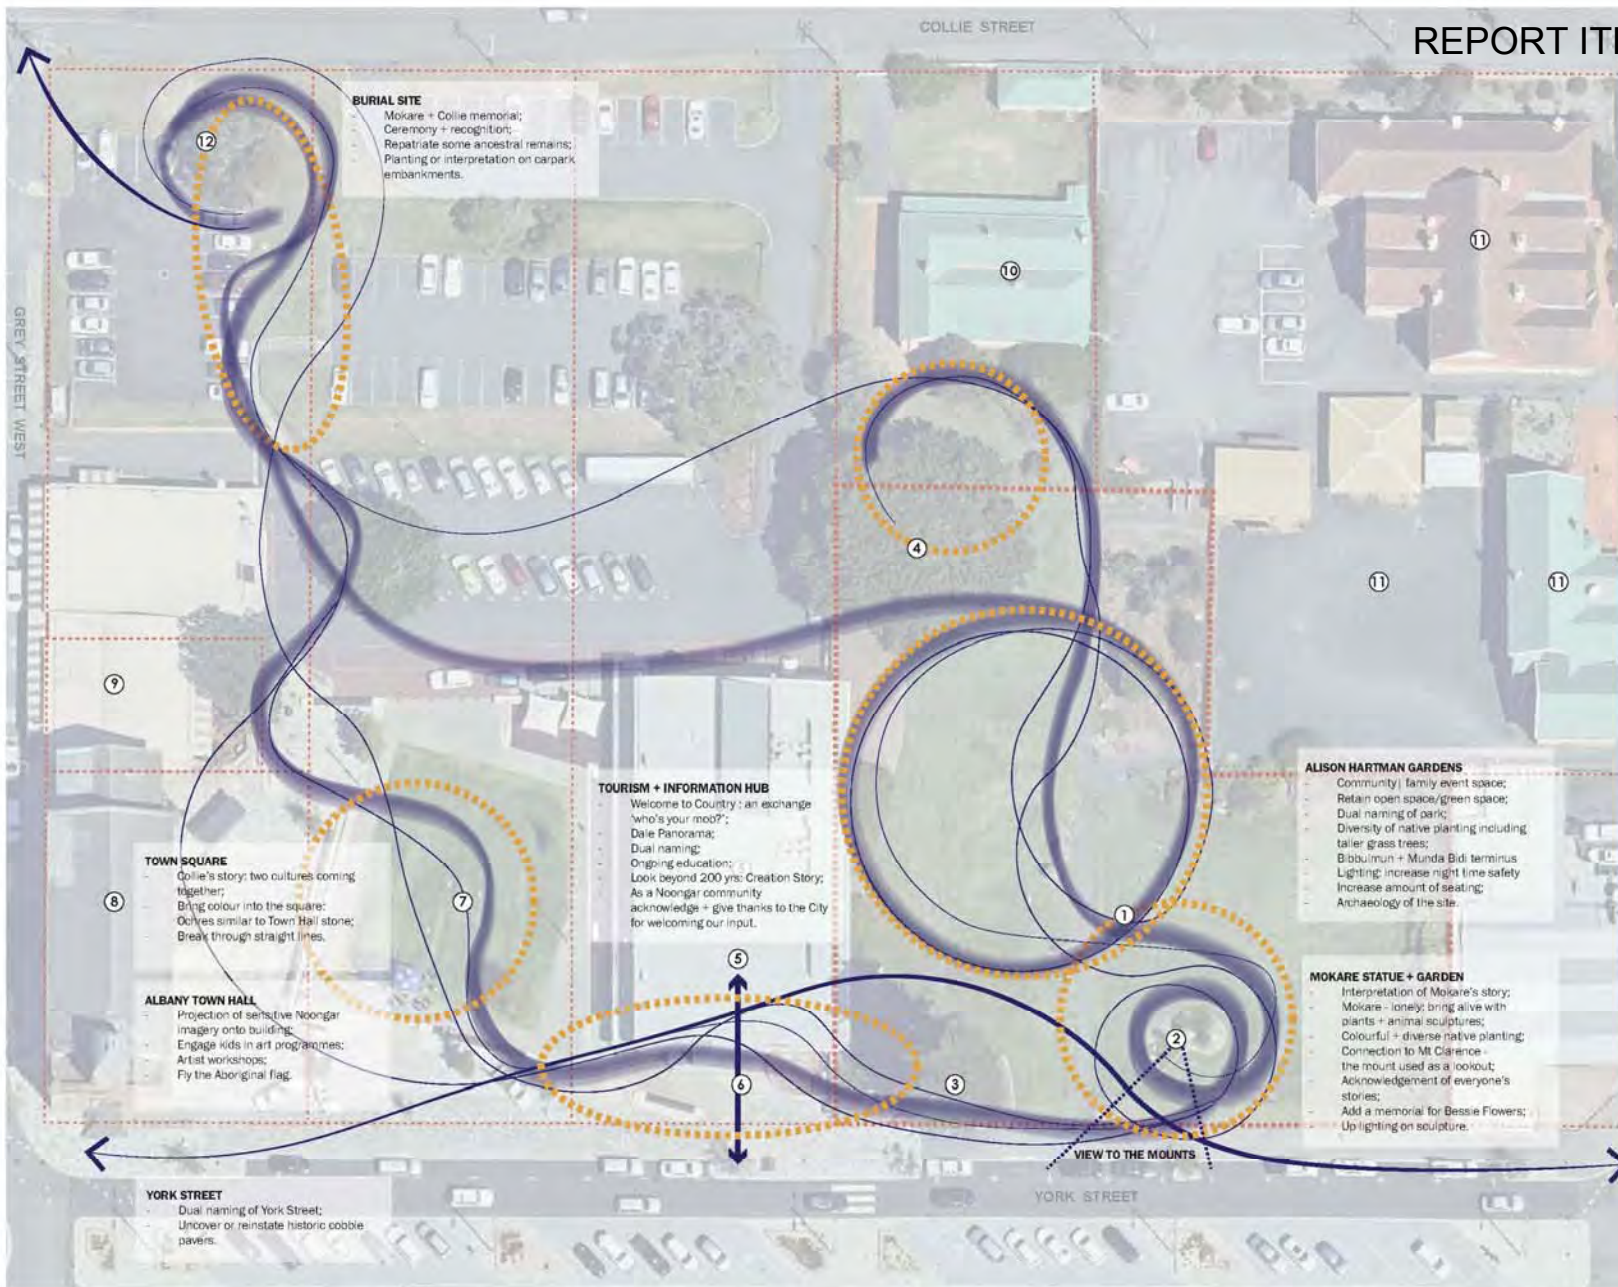 REPORT ITE
COLLIE STREET
BURIAL SITE
- Mokare + Collie memorial;
- Ceremony + recognition;
- Repatriate some ancestral remains;
- Planting or interpretation on carpark
embankments.
12
11
10
GREY STREET WEST
4
11
11
9
ALISON HARTMAN GARDENS
- Community| family event space;
- Retain open space/green space;
- Dual naming of park;
- Diversity of native planting including
taller grass trees;
- Bibbulmun + Munda Bidi terminus
- Lighting: increase night time safety
- Increase amount of seating;
- Archaeology of the site.
TOURISM + INFORMATION HUB
- Welcome to Country : an exchange
'who's your mob?';
- Dale Panorama;
- Dual naming;
- Ongoing education;
- Look beyond 200 yrs: Creation Story;
- As a Noongar community
acknowledge + give thanks to the City
for welcoming our input.
TOWN SQUARE
- Collie's story: two cultures coming
together;
- Bring colour into the square;
- Ochres similar to Town Hall stone;
- Break through straight lines.
8
7
1
5
MOKARE STATUE + GARDEN
- Interpretation of Mokare's story;
- Mokare - lonely: bring alive with
plants + animal sculptures;
- Colourful + diverse native planting;
- Connection to Mt Clarence -
the mount used as a lookout;
- Acknowledgement of everyone's
stories;
- Add a memorial for Bessie Flowers;
- Up lighting on sculpture.
ALBANY TOWN HALL
- Projection of sensitive Noongar
imagery onto building;
- Engage kids in art programmes;
- Artist workshops;
- Fly the Aboriginal flag.
2
6
3
VIEW TO THE MOUNTS
YORK STREET
YORK STREET
- Dual naming of York Street;
- Uncover or reinstate historic cobble
- pavers.